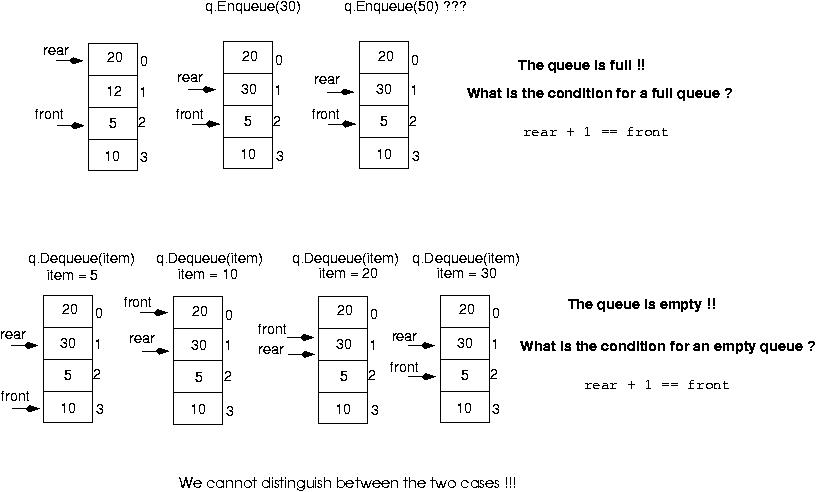 q.Enqueue(30) q.Enqueue(50) ???
rear 20 0 20 0 20 0
The queue is full !!
12 1 rear 30 1 rear 30 1
What is the condition for a full queue ?
front 5 2 front 5 2 front 5 2
rear + 1 == front
10 3 10 3 10 3
q.Dequeue(item) q.Dequeue(item) q.Dequeue(item) q.Dequeue(item)
item = 5 item = 10 item = 20 item = 30
20 0 front 20 0 20 0 20 0
The queue is empty !!
rear 30 1 rear 30 1 front rear 30 1 rear 30 1
What is the condition for an empty queue ?
5 2 5 2 5 2 front 5 2
rear + 1 == front
front 10 3 10 3 10 3 10 3
We cannot distinguish between the two cases !!!